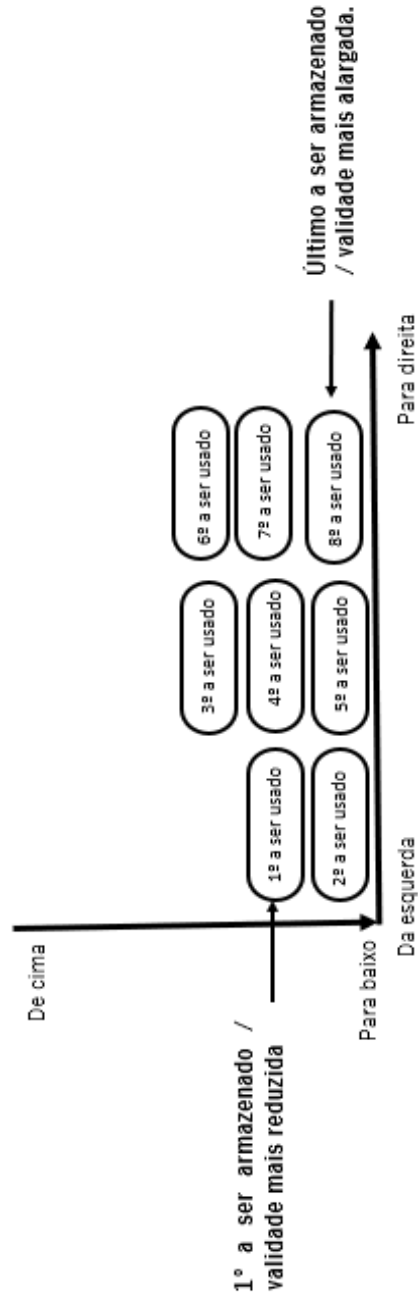 De cima
1º a ser armazenado /
validade mais reduzida
1º a ser usado
2º a ser usado
3º a ser usado
4º a ser usado
5º a ser usado
6º a ser usado
7º a ser usado
8º a ser usado
Último a ser armazenado
/ validade mais alargada.
Para baixo
Da esquerda
Para direita